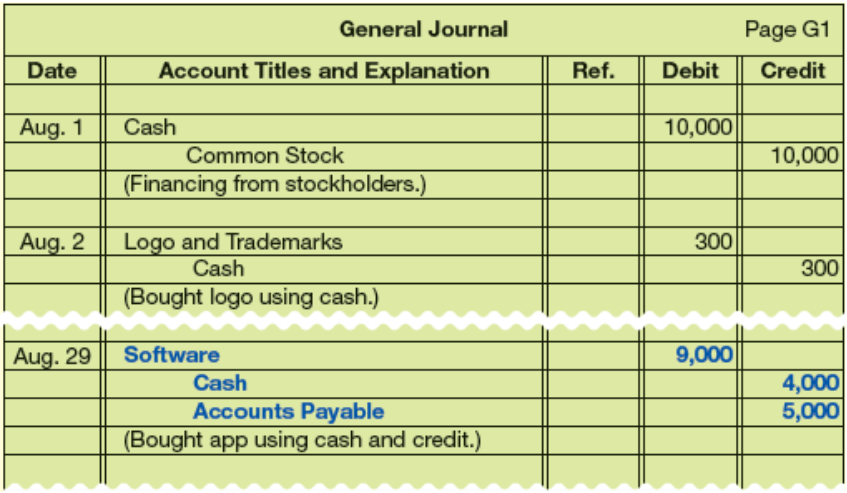 General Journal Page G1
Date Account Titles and Explanation Ref. Debit Credit
Aug. 1 Cash 10,000
Common Stock 10,000
(Financing from stockholders.)
Aug. 2 Logo and Trademarks 300
Cash 300
(Bought logo using cash.)
Aug. 29 Software 9,000
Cash 4,000
Accounts Payable 5,000
(Bought app using cash and credit.)